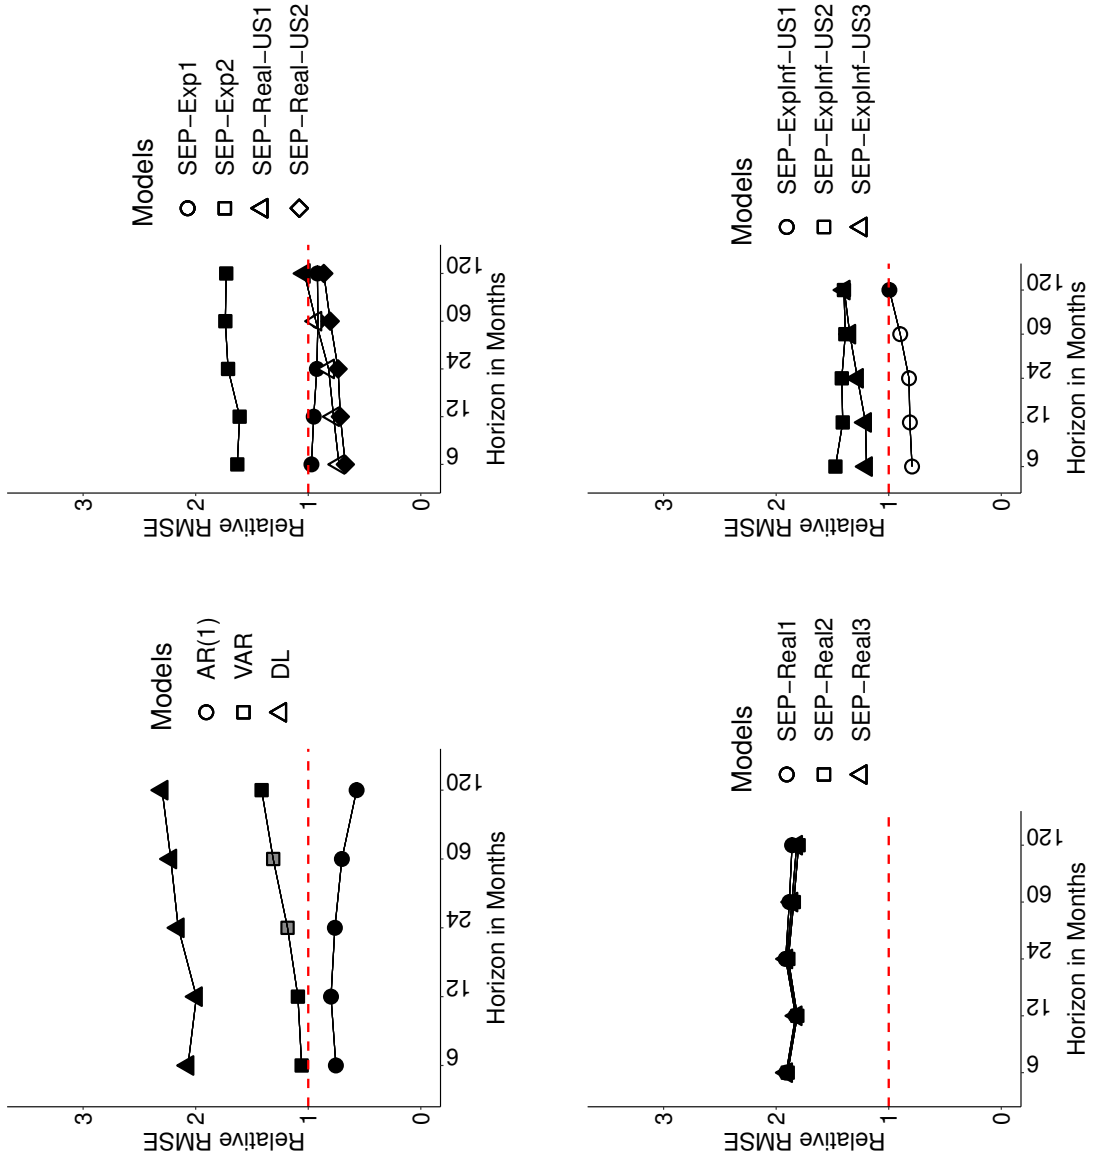 Relative RMSE
3
2
1
0
6
12
24
60
120
Horizon in Months
Models
AR(1)
VAR
DL
Relative RMSE
3
2
1
0
6
12
24
60
120
Horizon in Months
Models
SEP−Exp1
SEP−Exp2
SEP−Real−US1
SEP−Real−US2
Relative RMSE
3
2
1
0
6
12
24
60
120
Horizon in Months
Models
SEP−Real1
SEP−Real2
SEP−Real3
Relative RMSE
3
2
1
0
6
12
24
60
120
Horizon in Months
Models
SEP−ExpInf−US1
SEP−ExpInf−US2
SEP−ExpInf−US3